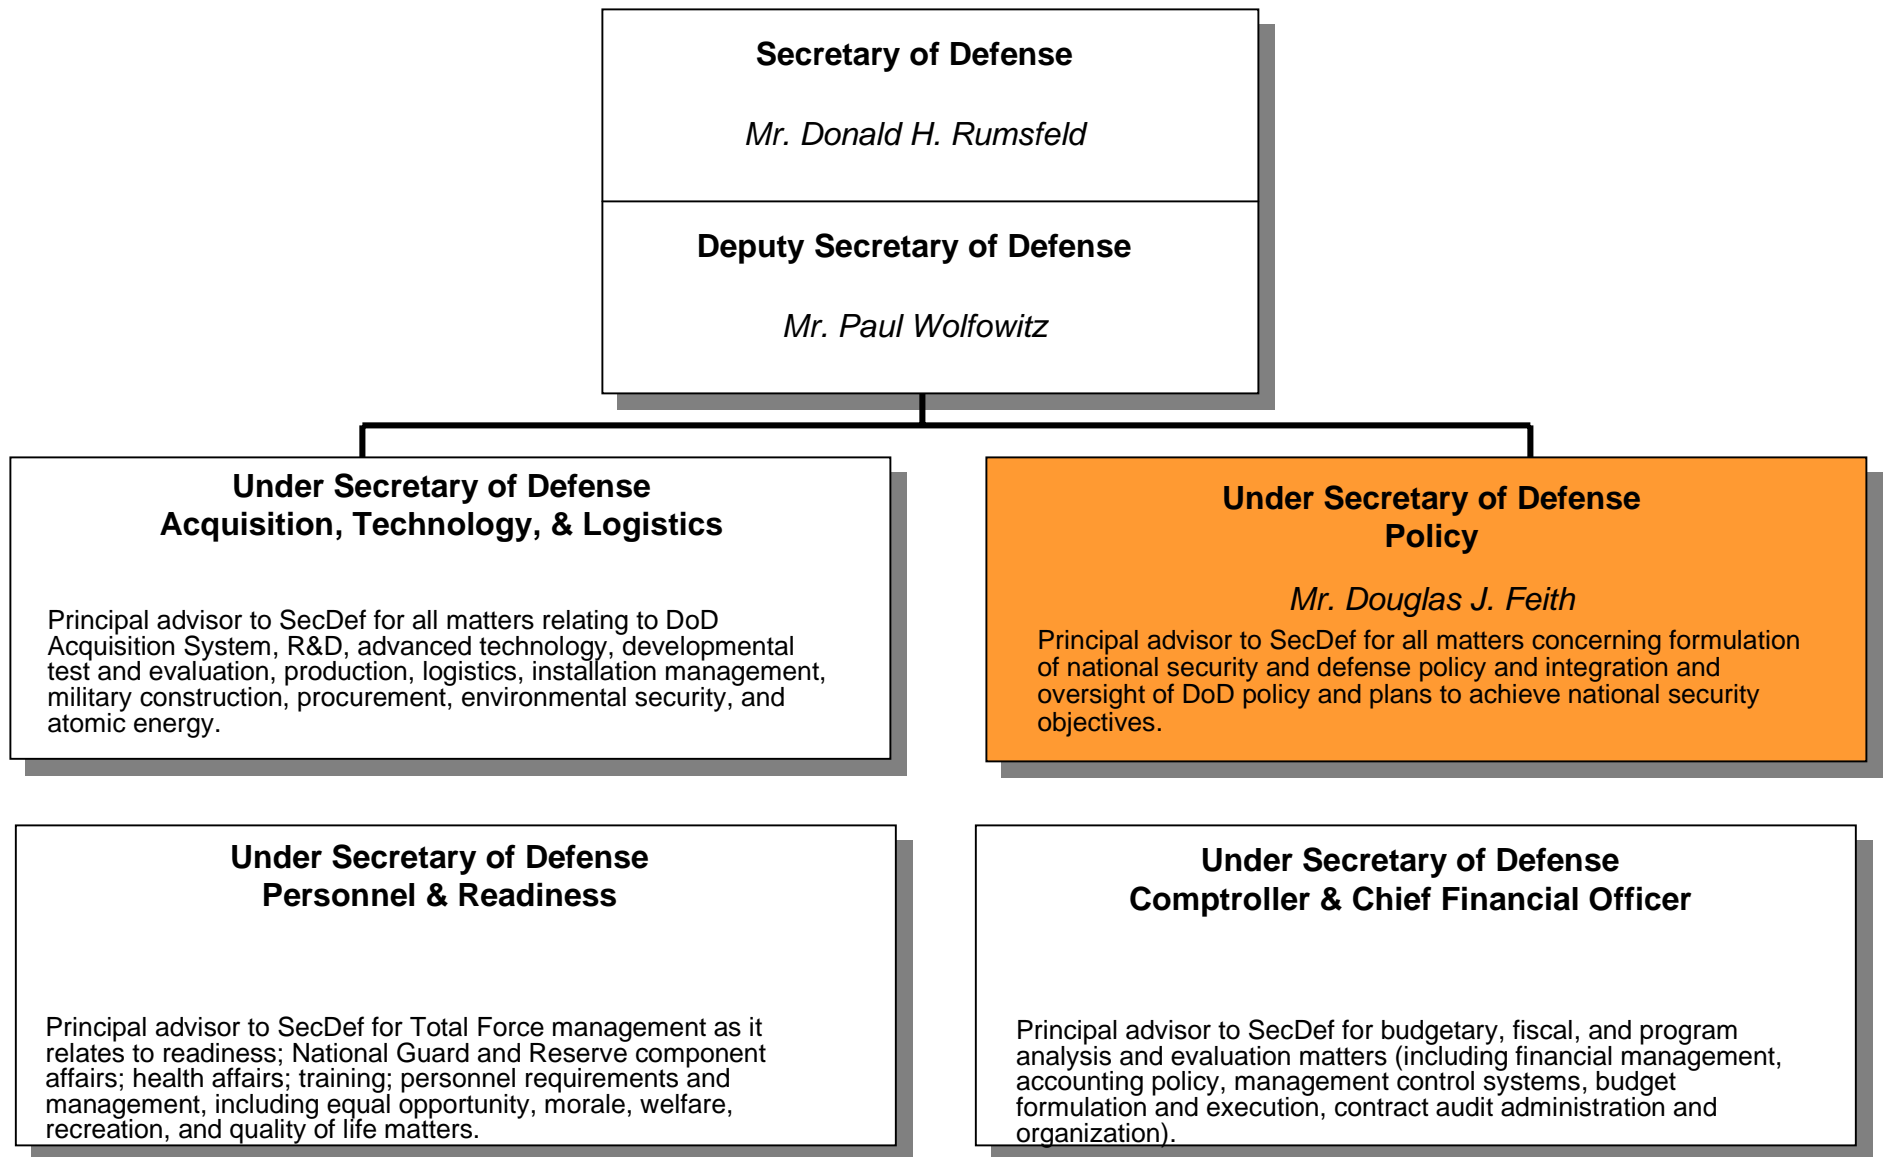 Secretary of Defense
Mr. Donald H. Rumsfeld
Deputy Secretary of Defense
Mr. Paul Wolfowitz
Under Secretary of Defense
Acquisition, Technology, & Logistics
Principal advisor to SecDef for all matters relating to DoD
Acquisition System, R&D, advanced technology, developmental
test and evaluation, production, logistics, installation management,
military construction, procurement, environmental security, and
atomic energy.
Under Secretary of Defense
Policy
Mr. Douglas J. Feith
Principal advisor to SecDef for all matters concerning formulation
of national security and defense policy and integration and
oversight of DoD policy and plans to achieve national security
objectives.
Under Secretary of Defense
Personnel & Readiness
Principal advisor to SecDef for Total Force management as it
relates to readiness; National Guard and Reserve component
affairs; health affairs; training; personnel requirements and
management, including equal opportunity, morale, welfare,
recreation, and quality of life matters.
Under Secretary of Defense
Comptroller & Chief Financial Officer
Principal advisor to SecDef for budgetary, fiscal, and program
analysis and evaluation matters (including financial management,
accounting policy, management control systems, budget
formulation and execution, contract audit administration and
organization).